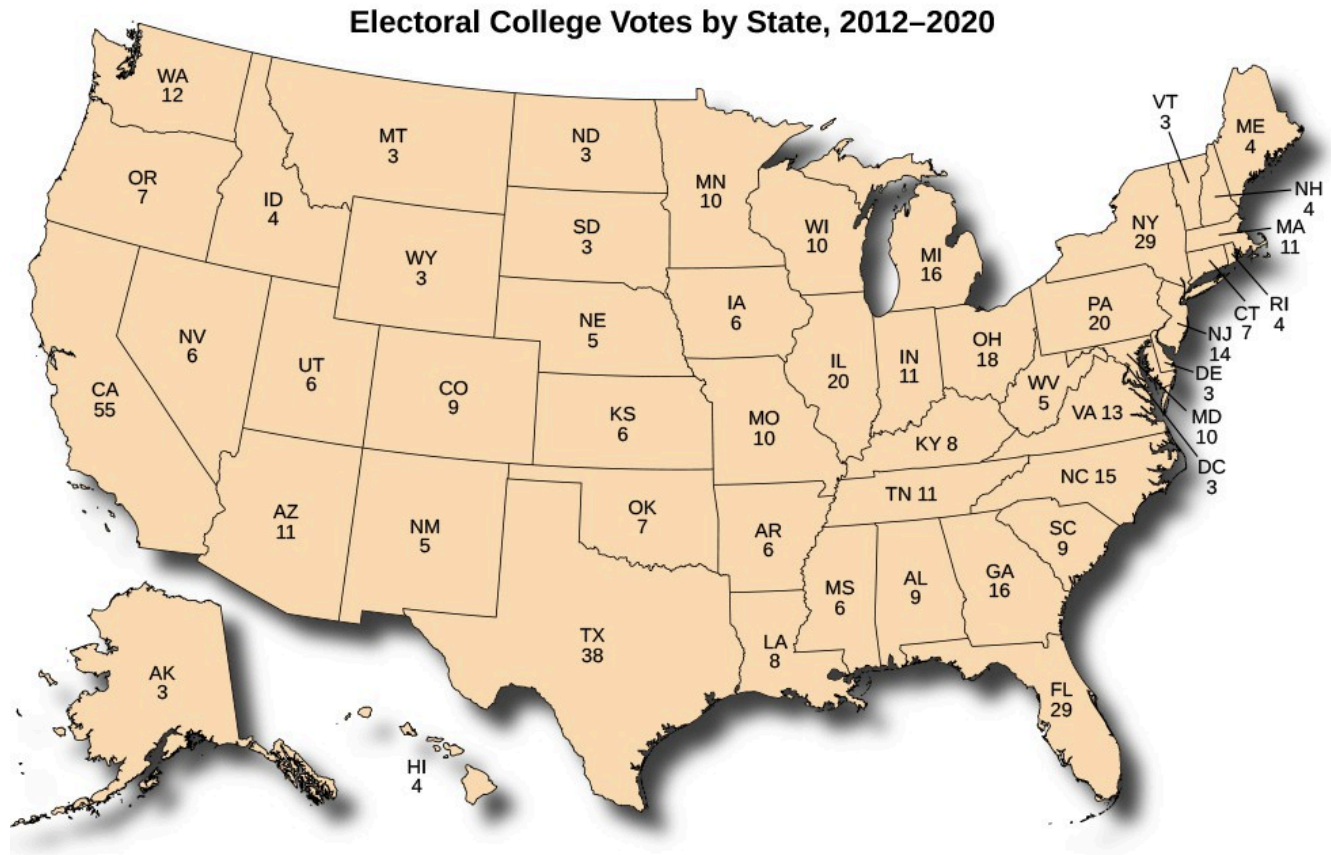 Electoral College Votes by State, 2012–2020
WA
12
OR
7
CA
55
NV
6
ID
4
MT
3
WY
3
UT
6
CO
9
AZ
11
NM
5
ND
3
SD
3
NE
5
KS
6
OK
7
TX
38
MN
10
IA
6
MO
10
AR
6
LA
8
WI
10
IL
20
MI
16
IN
11
OH
18
KY 8
TN 11
MS
6
AL
9
GA
16
FL
29
SC
9
NC 15
VA 13
WV
5
PA
20
NY
29
VT
3
ME
4
NH
4
MA
11
RI
4
CT
7
NJ
14
DE
3
MD
10
DC
3
AK
3
HI
4